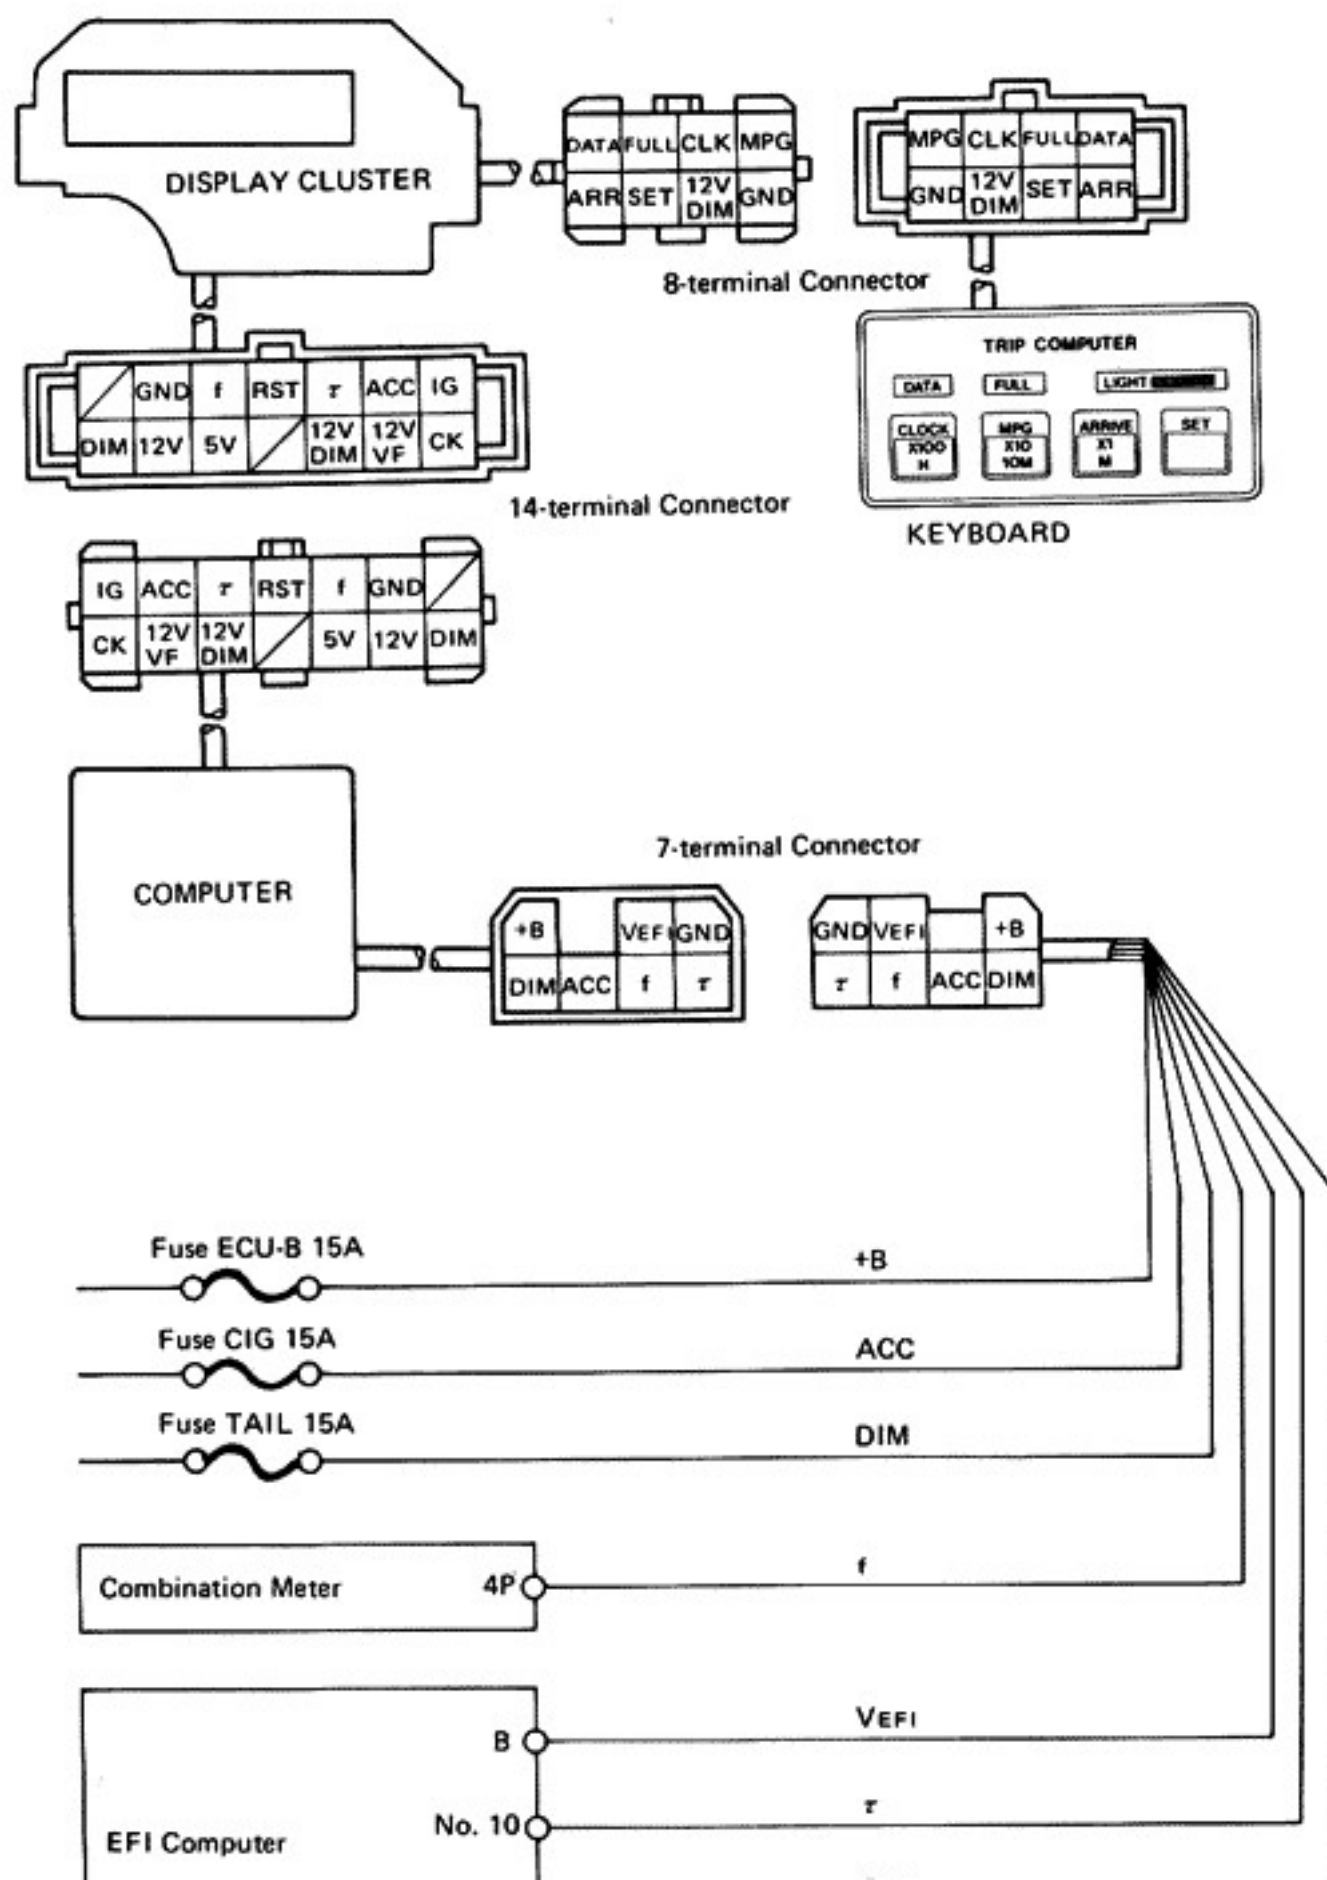 DISPLAY CLUSTER
DATA FULL CLK MPG
ARR SET 12V DIM GND
MPG CLK FULL DATA
GND 12V DIM SET ARR
8-terminal Connector
TRIP COMPUTER
DATA FULL LIGHT
CLOCK MPG ARRIVE SET
X100 X10 X1
H 10M M
KEYBOARD
GND f RST τ ACC IG
DIM 12V 5V 12V DIM 12V VF CK
14-terminal Connector
IG ACC τ RST f GND
CK 12V VF 12V DIM 5V 12V DIM
COMPUTER
7-terminal Connector
+B VEFI GND
DIM ACC f τ
GND VEFI +B
τ f ACC DIM
Fuse ECU-B 15A
+B
Fuse CIG 15A
ACC
Fuse TAIL 15A
DIM
Combination Meter 4P
f
B
VEFI
No. 10
τ
EFI Computer